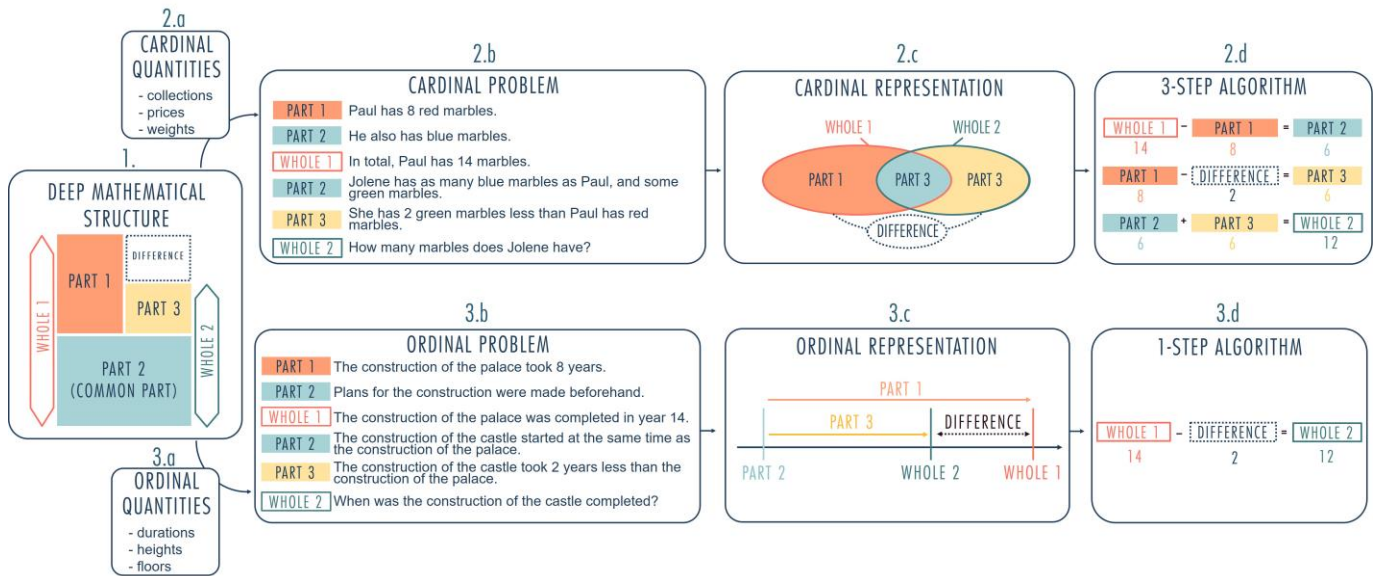 2.a
CARDINAL
QUANTITIES
- collections
- prices
- weights
1.
DEEP MATHEMATICAL
STRUCTURE
WHOLE 1
PART 1
DIFFERENCE
PART 3
WHOLE 2
PART 2
(COMMON PART)
3.a
ORDINAL
QUANTITIES
- durations
- heights
- floors
2.b
CARDINAL PROBLEM
PART 1 Paul has 8 red marbles.
PART 2 He also has blue marbles.
WHOLE 1 In total, Paul has 14 marbles.
PART 2 Jolene has as many blue marbles as Paul, and some
green marbles.
PART 3 She has 2 green marbles less than Paul has red
marbles.
WHOLE 2 How many marbles does Jolene have?
2.c
CARDINAL REPRESENTATION
WHOLE 1 WHOLE 2
PART 1 PART 3 PART 3
DIFFERENCE
2.d
3-STEP ALGORITHM
WHOLE 1 - PART 1 = PART 2
14 8 6
PART 1 - DIFFERENCE = PART 3
8 2 6
PART 2 + PART 3 = WHOLE 2
6 6 12
3.b
ORDINAL PROBLEM
PART 1 The construction of the palace took 8 years.
PART 2 Plans for the construction were made beforehand.
WHOLE 1 The construction of the palace was completed in year 14.
PART 2 The construction of the castle started at the same time as
the construction of the palace.
PART 3 The construction of the castle took 2 years less than the
construction of the palace.
WHOLE 2 When was the construction of the castle completed?
3.c
ORDINAL REPRESENTATION
PART 1
PART 3 DIFFERENCE
PART 2 WHOLE 2 WHOLE 1
3.d
1-STEP ALGORITHM
WHOLE 1 - DIFFERENCE = WHOLE 2
14 2 12